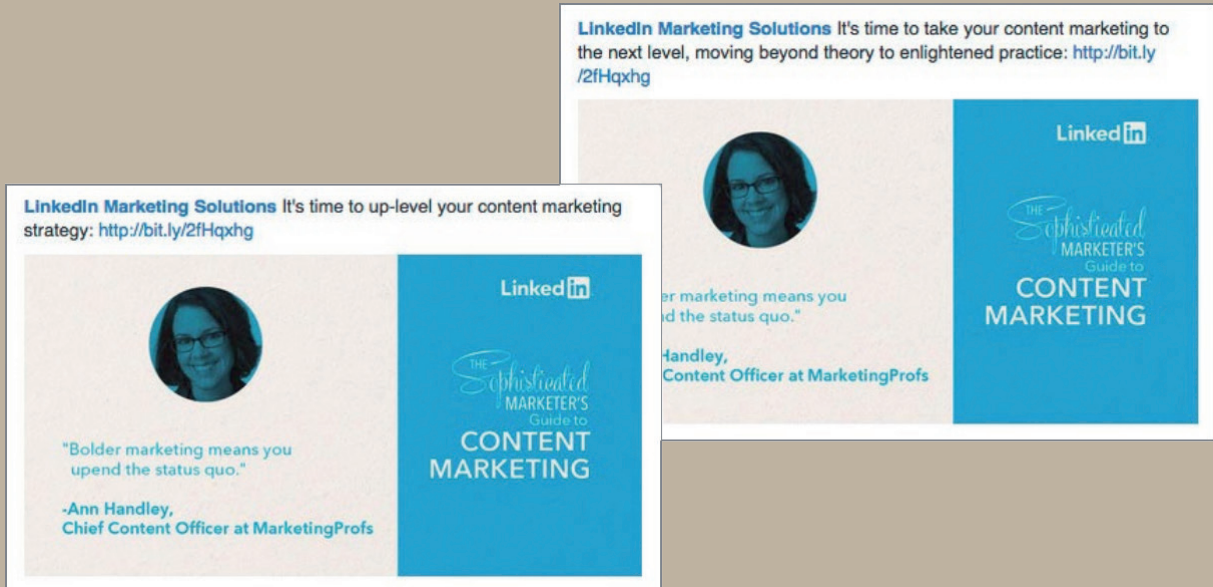 LinkedIn Marketing Solutions It's time to take your content marketing to
the next level, moving beyond theory to enlightened practice: http://bit.ly
/2fHqxhg
Linked in
THE
Sophisticated
MARKETER'S
Guide to
CONTENT
MARKETING
er marketing means you
d the status quo."
Handley,
Content Officer at MarketingProfs
LinkedIn Marketing Solutions It's time to up-level your content marketing
strategy: http://bit.ly/2fHqxhg
Linked in
THE
Sophisticated
MARKETER'S
Guide to
CONTENT
MARKETING
"Bolder marketing means you
upend the status quo."
-Ann Handley,
Chief Content Officer at MarketingProfs